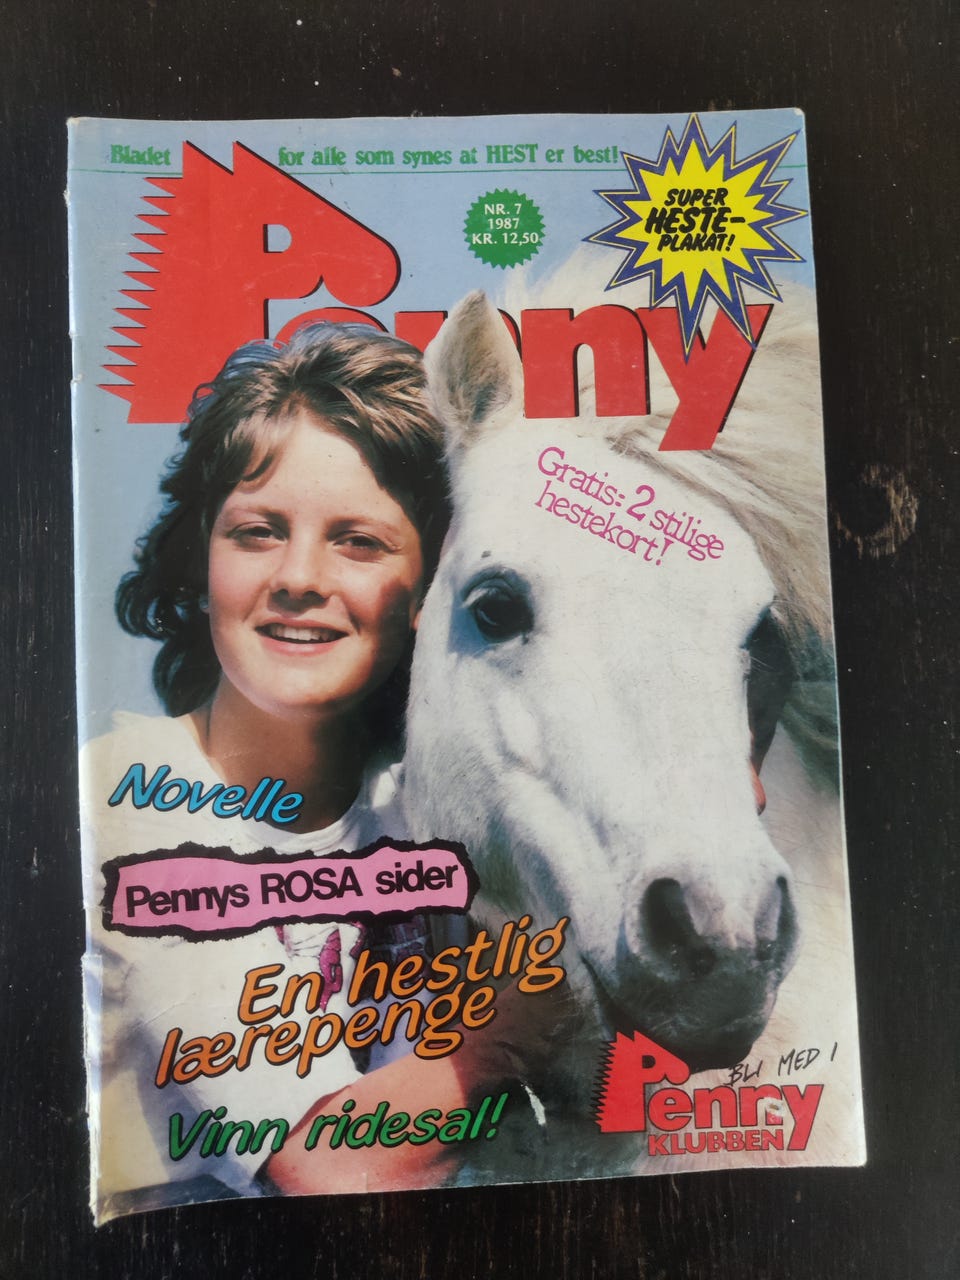 Bladet for alle som synes at HEST er best!
Penny
NR. 7
1987
KR. 12,50
SUPER
HESTE-
PLAKAT!
Gratis: 2 stilige
hestekort!
Novelle
Pennys ROSA sider
En hestlig
lærepenge
Vinn ridesal!
BLI MED I
Penny
KLUBBEN